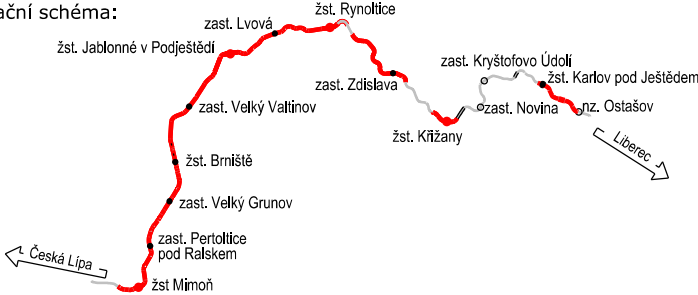 ační schéma:
žst. Rynoltice
zast. Lvová
žst. Jablonné v Podještědí
zast. Kryštofovo Údolí
zast. Zdislava
žst. Karlov pod Ještědem
zast. Velký Valtinov
zast. Novina
nz. Ostašov
žst. Křižany
Liberec
žst. Brniště
zast. Velký Grunov
zast. Pertoltice
pod Ralskem
Česká Lípa
žst Mimoň